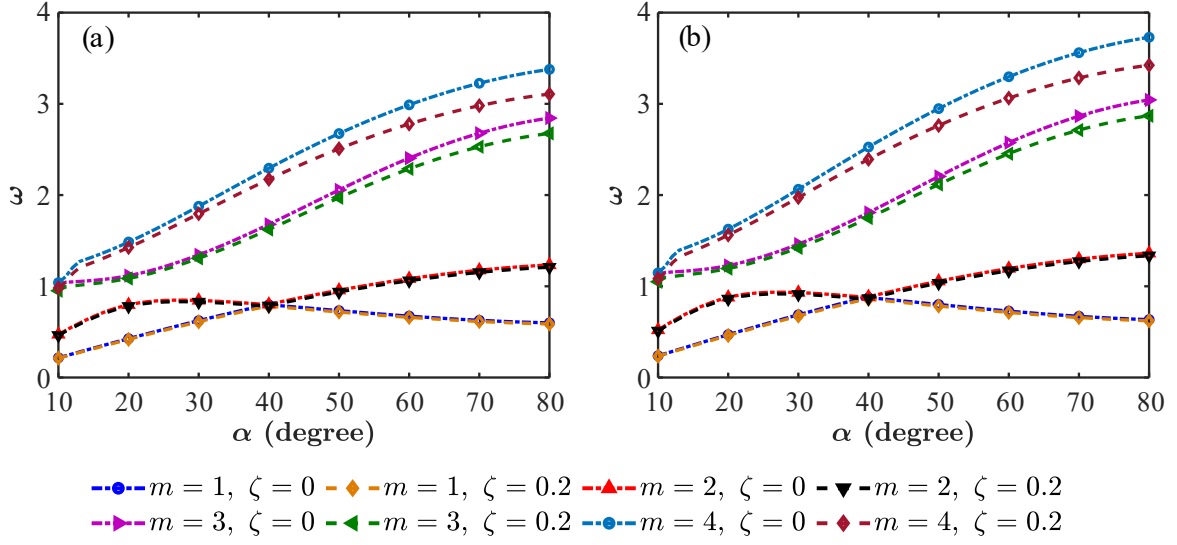 (a)
4
3
2
1
0
ω
10 20 30 40 50 60 70 80
α (degree)
(b)
4
3
2
1
0
ω
10 20 30 40 50 60 70 80
α (degree)
m = 1, ζ = 0 m = 1, ζ = 0.2 m = 2, ζ = 0 m = 2, ζ = 0.2
m = 3, ζ = 0 m = 3, ζ = 0.2 m = 4, ζ = 0 m = 4, ζ = 0.2